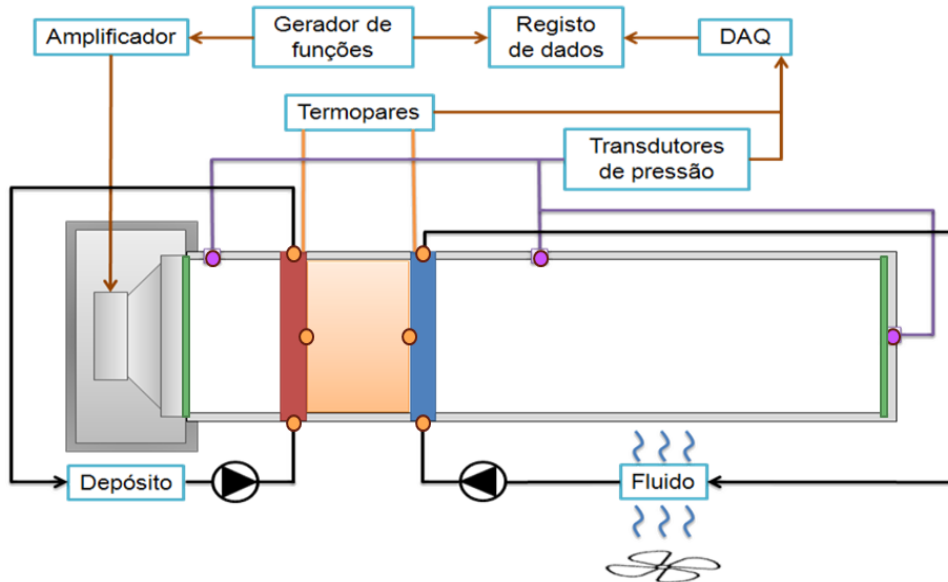 Amplificador
Gerador de
funções
Registo
de dados
DAQ
Termopares
Transdutores
de pressão
Depósito
Fluido